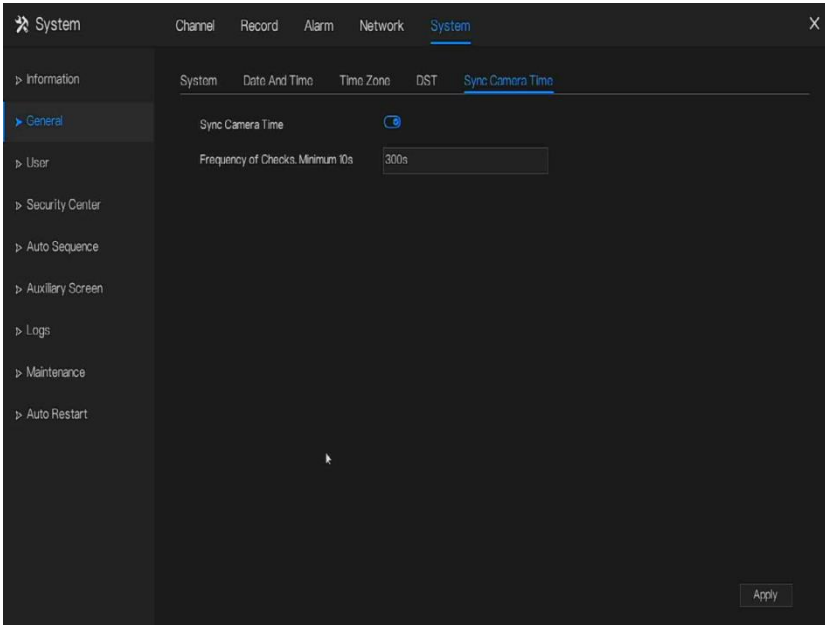 System
Channel Record Alarm Network System X
Information
General
User
Security Center
Auto Sequence
Auxiliary Screen
Logs
Maintenance
Auto Restart
System Date And Time Time Zone DST Sync Camera Time
Sync Camera Time
Frequency of Checks. Minimum 10s 300s
Apply